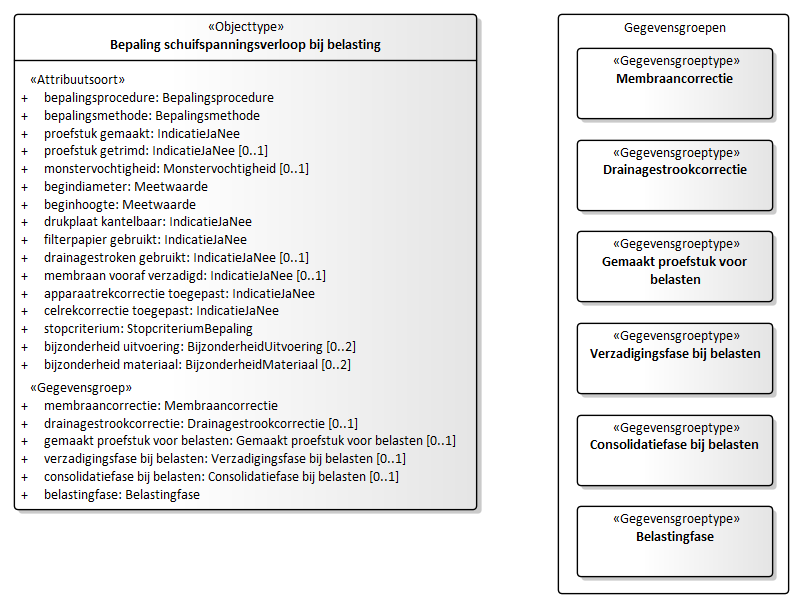 «Objecttype»
Bepaling schuifspanningsverloop bij belasting
«Attribuutsoort»
+ bepalingsprocedure: Bepalingsprocedure
+ bepalingsmethode: Bepalingsmethode
+ proefstuk gemaakt: IndicatieJaNee
+ proefstuk getrimd: IndicatieJaNee [0..1]
+ monstervochtigheid: Monstervochtigheid [0..1]
+ begindiameter: Meetwaarde
+ beginhoogte: Meetwaarde
+ drukplaat kantelbaar: IndicatieJaNee
+ filterpapier gebruikt: IndicatieJaNee
+ drainagestroken gebruikt: IndicatieJaNee [0..1]
+ membraan vooraf verzadigd: IndicatieJaNee [0..1]
+ apparaatrekcorrectie toegepast: IndicatieJaNee
+ celrekcorrectie toegepast: IndicatieJaNee
+ stopcriterium: StopcriteriumBepaling
+ bijzonderheid uitvoering: BijzonderheidUitvoering [0..2]
+ bijzonderheid materiaal: BijzonderheidMateriaal [0..2]
«Gegevensgroep»
+ membraancorrectie: Membraancorrectie
+ drainagestrookcorrectie: Drainagestrookcorrectie [0..1]
+ gemaakt proefstuk voor belasten: Gemaakt proefstuk voor belasten [0..1]
+ verzadigingsfase bij belasten: Verzadigingsfase bij belasten [0..1]
+ consolidatiefase bij belasten: Consolidatiefase bij belasten [0..1]
+ belastingfase: Belastingfase
Gegevensgroepen
«Gegevensgroeptype»
Membraancorrectie
«Gegevensgroeptype»
Drainagestrookcorrectie
«Gegevensgroeptype»
Gemaakt proefstuk voor
belasten
«Gegevensgroeptype»
Verzadigingsfase bij belasten
«Gegevensgroeptype»
Consolidatiefase bij belasten
«Gegevensgroeptype»
Belastingfase